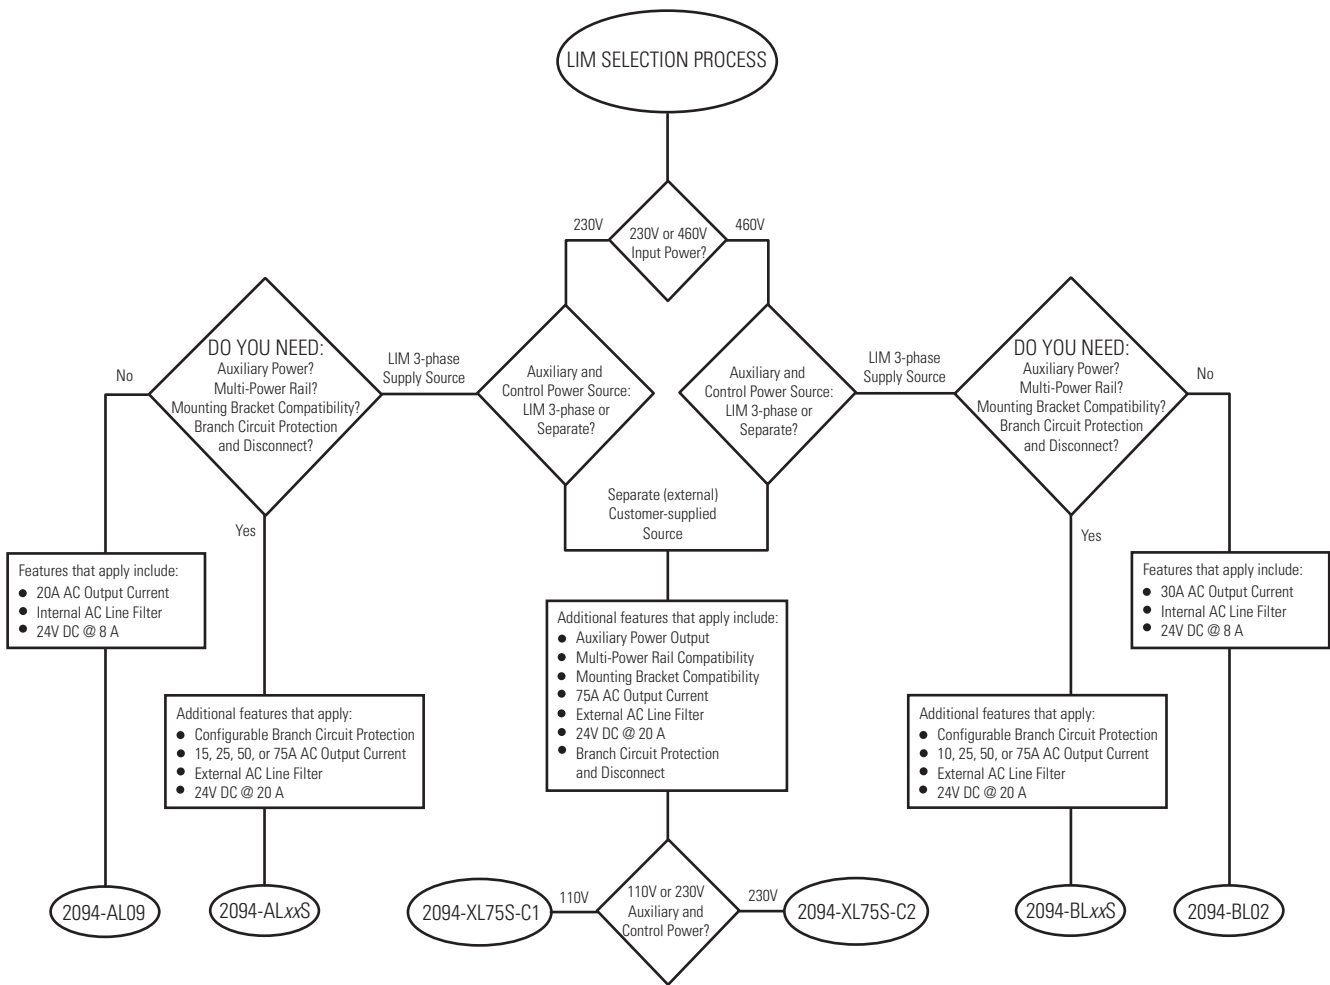 LIM SELECTION PROCESS
230V
230V or 460V
Input Power?
460V
DO YOU NEED:
Auxiliary Power?
Multi-Power Rail?
Mounting Bracket Compatibility?
Branch Circuit Protection
and Disconnect?
No
LIM 3-phase
Supply Source
Auxiliary and
Control Power Source:
LIM 3-phase or
Separate?
Auxiliary and
Control Power Source:
LIM 3-phase or
Separate?
LIM 3-phase
Supply Source
DO YOU NEED:
Auxiliary Power?
Multi-Power Rail?
Mounting Bracket Compatibility?
Branch Circuit Protection
and Disconnect?
No
Separate (external)
Customer-supplied
Source
Yes
Yes
Features that apply include:
● 20A AC Output Current
● Internal AC Line Filter
● 24V DC @ 8 A
Features that apply include:
● 30A AC Output Current
● Internal AC Line Filter
● 24V DC @ 8 A
Additional features that apply include:
● Auxiliary Power Output
● Multi-Power Rail Compatibility
● Mounting Bracket Compatibility
● 75A AC Output Current
● External AC Line Filter
● 24V DC @ 20 A
● Branch Circuit Protection
and Disconnect
Additional features that apply:
● Configurable Branch Circuit Protection
● 15, 25, 50, or 75A AC Output Current
● External AC Line Filter
● 24V DC @ 20 A
Additional features that apply:
● Configurable Branch Circuit Protection
● 10, 25, 50, or 75A AC Output Current
● External AC Line Filter
● 24V DC @ 20 A
2094-AL09
2094-ALxxS
2094-XL75S-C1
110V
110V or 230V
Auxiliary and
Control Power?
230V
2094-XL75S-C2
2094-BLxxS
2094-BL02